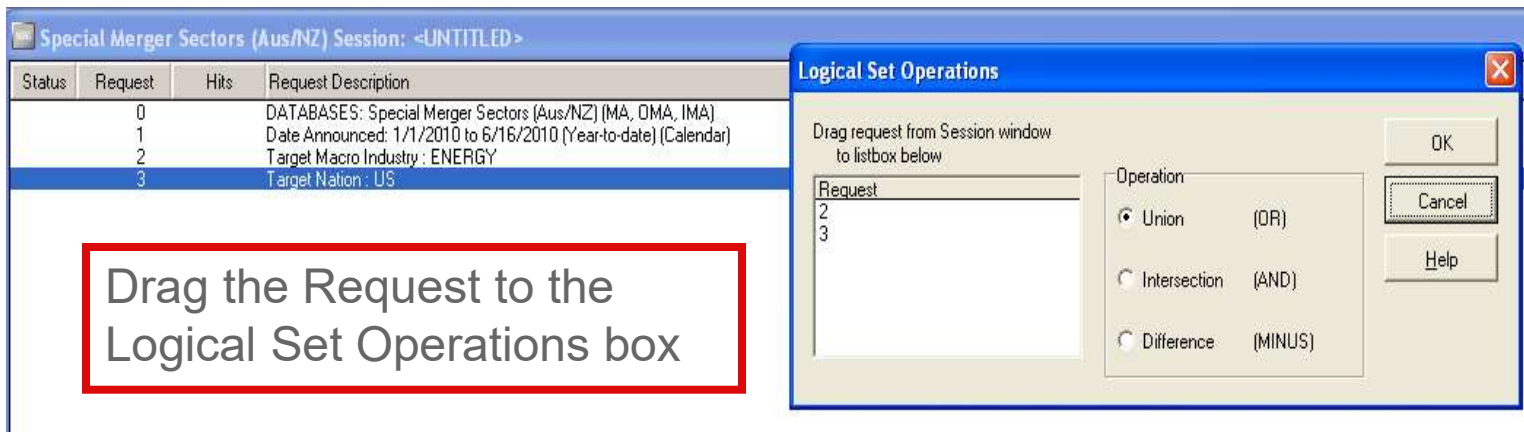 Special Merger Sectors (Aus/NZ) Session: <UNTITLED>
Status Request Hits Request Description
0 DATABASES: Special Merger Sectors (Aus/NZ) (MA, OMA, IMA)
1 Date Announced: 1/1/2010 to 6/16/2010 (Year-to-date) (Calendar)
2 Target Macro Industry : ENERGY
3 Target Nation : US
Drag the Request to the
Logical Set Operations box
Logical Set Operations
Drag request from Session window
to listbox below
Request
2
3
Operation
Union (OR)
Intersection (AND)
Difference (MINUS)
OK
Cancel
Help